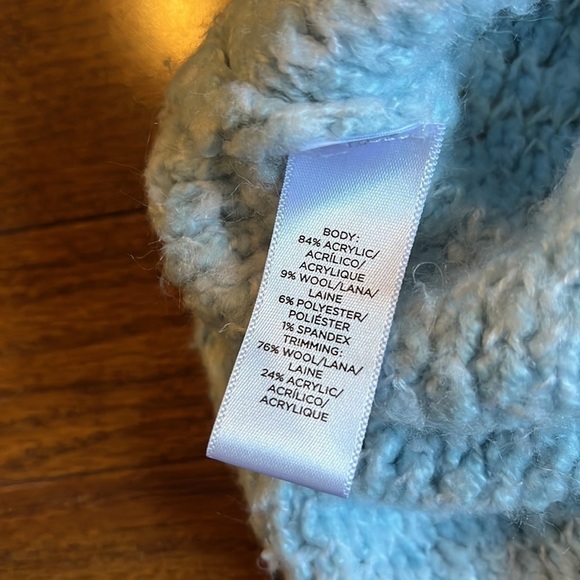 BODY:
84% ACRYLIC/
ACRÍLICO/
ACRYLIQUE
9% WOOL/LANA/
LAINE
6% POLYESTER/
POLIÉSTER
1% SPANDEX
TRIMMING:
76% WOOL/LANA/
LAINE
24% ACRYLIC/
ACRÍLICO/
ACRYLIQUE